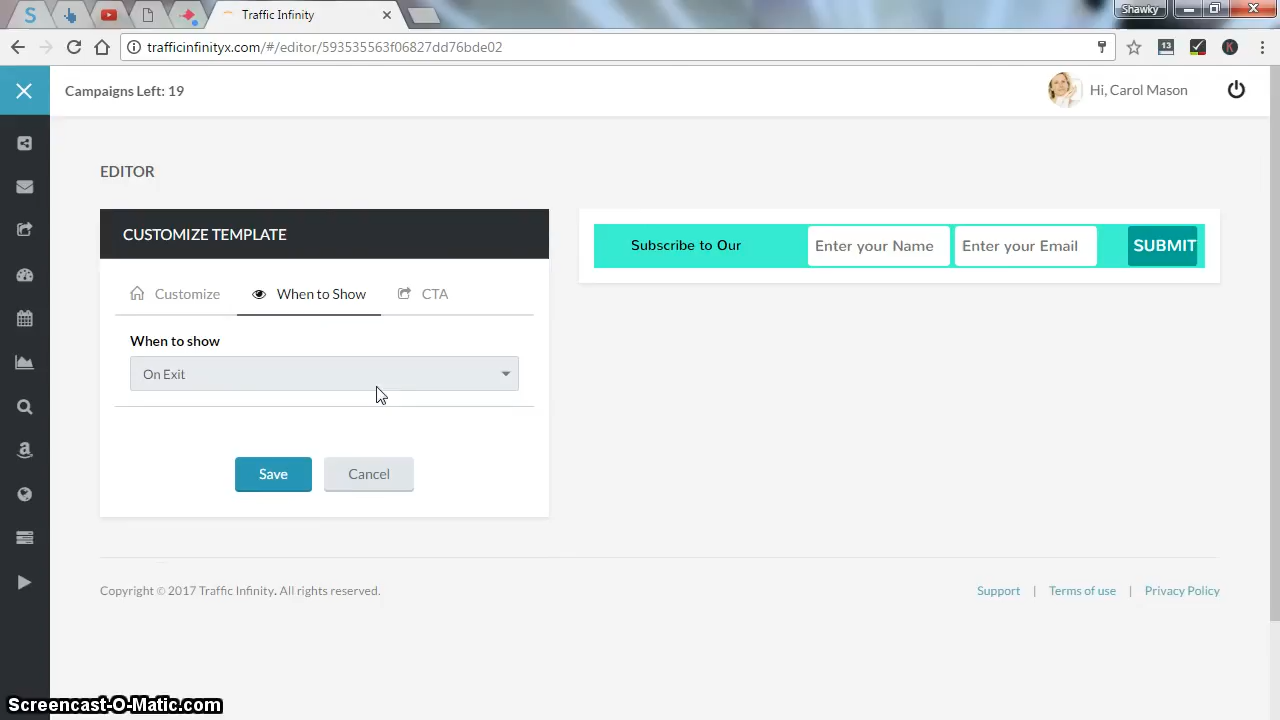 Shawky
Traffic Infinity
trafficinfinityx.com/#/editor/593535563f06827dd76bde02
13
K
Campaigns Left: 19
Hi, Carol Mason
EDITOR
CUSTOMIZE TEMPLATE
Customize
When to Show
CTA
When to show
On Exit
Save
Cancel
Subscribe to Our
Enter your Name
Enter your Email
SUBMIT
Copyright © 2017 Traffic Infinity. All rights reserved.
Support | Terms of use | Privacy Policy
Screencast-O-Matic.com